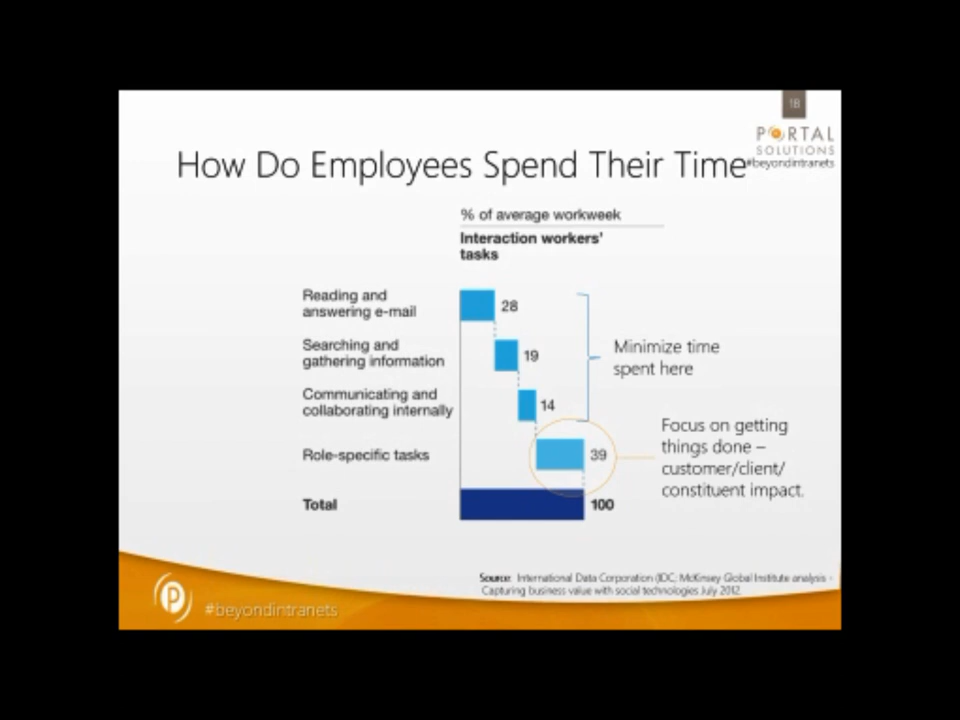 18
PORTAL
SOLUTIONS
#beyondintranets
How Do Employees Spend Their Time
% of average workweek
Interaction workers'
tasks
Reading and
answering e-mail
28
Searching and
gathering information
19
Minimize time
spent here
Communicating and
collaborating internally
14
Role-specific tasks
39
Focus on getting
things done –
customer/client/
constituent impact.
Total
100
Source: International Data Corporation (IDC; McKinsey Global Institute analysis -
Capturing business value with social technologies July 2012.
#beyondintranets